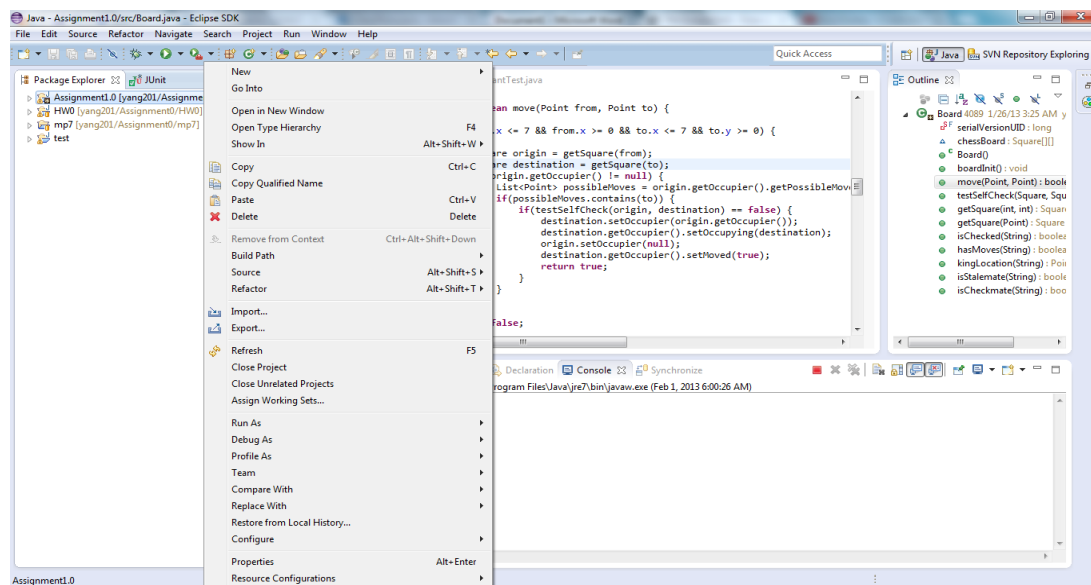 Java - Assignment1.0/src/Board.java - Eclipse SDK
File Edit Source Refactor Navigate Search Project Run Window Help
Quick Access
Java
SVN Repository Exploring
Package Explorer
JUnit
Assignment1.0 [yang201/Assignme
HW0 [yang201/Assignment0/HW0]
mp7 [yang201/Assignment0/mp7]
test
New
Go Into
Open in New Window
Open Type Hierarchy F4
Show In Alt+Shift+W
Copy Ctrl+C
Copy Qualified Name
Paste Ctrl+V
Delete Delete
Remove from Context Ctrl+Alt+Shift+Down
Build Path
Source Alt+Shift+S
Refactor Alt+Shift+T
Import...
Export...
Refresh F5
Close Project
Close Unrelated Projects
Assign Working Sets...
Run As
Debug As
Profile As
Team
Compare With
Replace With
Restore from Local History...
Configure
Properties Alt+Enter
Resource Configurations
antTest.java
ean move(Point from, Point to) {
.x <= 7 && from.x >= 0 && to.x <= 7 && to.y >= 0) {
are origin = getSquare(from);
are destination = getSquare(to);
origin.getOccupier() != null) {
List<Point> possibleMoves = origin.getOccupier().getPossibleMov
if(possibleMoves.contains(to)) {
if(testSelfCheck(origin, destination) == false) {
destination.setOccupier(origin.getOccupier());
destination.getOccupier().setOccupying(destination);
origin.setOccupier(null);
destination.getOccupier().setMoved(true);
return true;
}
}
false;
Declaration
Console
Synchronize
rogram Files\Java\jre7\bin\javaw.exe (Feb 1, 2013 6:00:26 AM)
Outline
Board 4089 1/26/13 3:25 AM y
serialVersionUID : long
chessBoard : Square[][]
Board()
boardInit() : void
move(Point, Point) : boole
testSelfCheck(Square, Squ
getSquare(int, int) : Square
getSquare(Point) : Square
isChecked(String) : boolea
hasMoves(String) : boolea
kingLocation(String) : Poi
isStalemate(String) : boole
isCheckmate(String) : boo
Assignment1.0